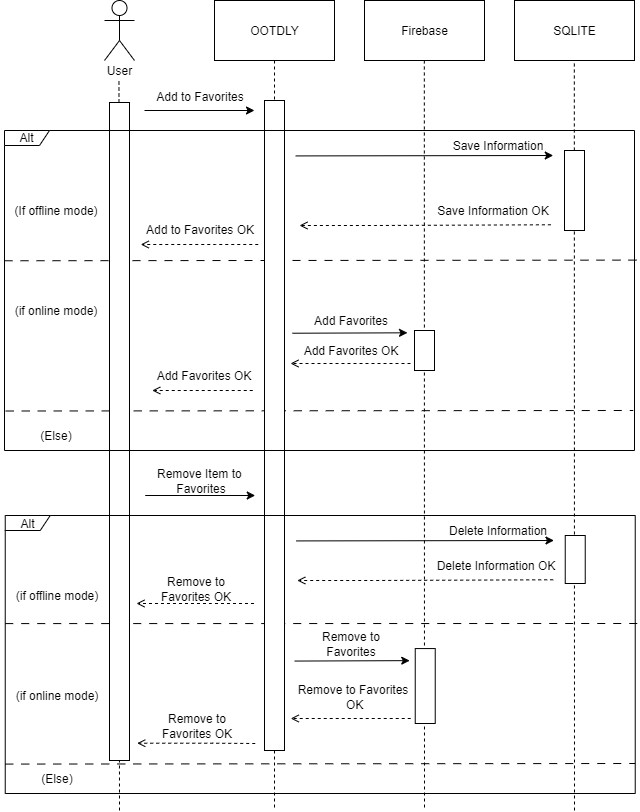 OOTDLY
Firebase
SQLITE
User
Add to Favorites
Alt
Save Information
(If offline mode)
Save Information OK
Add to Favorites OK
(if online mode)
Add Favorites
Add Favorites OK
Add Favorites OK
(Else)
Remove Item to
Favorites
Alt
Delete Information
Delete Information OK
(if offline mode)
Remove to
Favorites OK
Remove to
Favorites
(if online mode)
Remove to Favorites
OK
Remove to
Favorites OK
(Else)